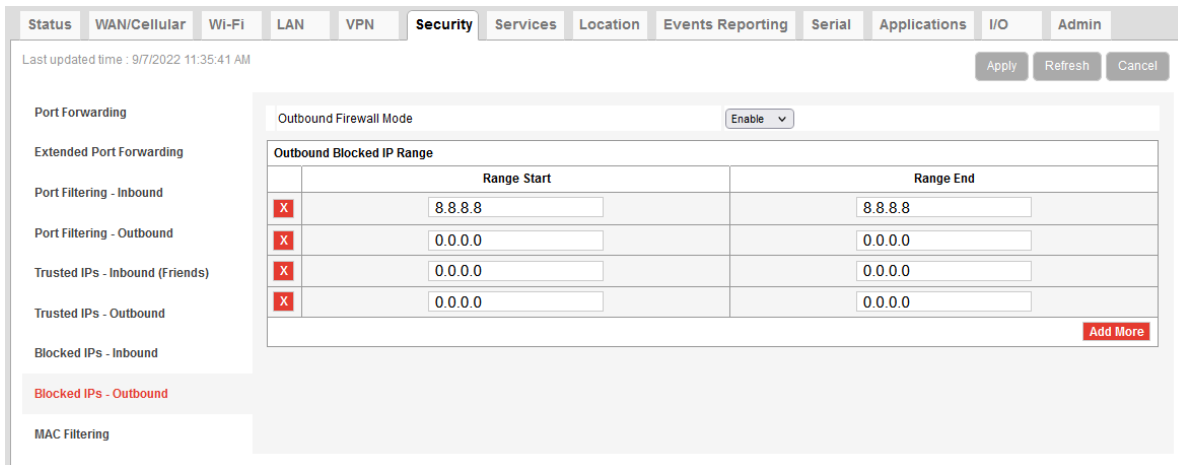 Status WAN/Cellular Wi-Fi LAN VPN Security Services Location Events Reporting Serial Applications I/O Admin
Last updated time : 9/7/2022 11:35:41 AM
Apply Refresh Cancel
Port Forwarding
Extended Port Forwarding
Port Filtering - Inbound
Port Filtering - Outbound
Trusted IPs - Inbound (Friends)
Trusted IPs - Outbound
Blocked IPs - Inbound
Blocked IPs - Outbound
MAC Filtering
Outbound Firewall Mode Enable
Outbound Blocked IP Range
Range Start Range End
X 8.8.8.8 8.8.8.8
X 0.0.0.0 0.0.0.0
X 0.0.0.0 0.0.0.0
X 0.0.0.0 0.0.0.0
Add More